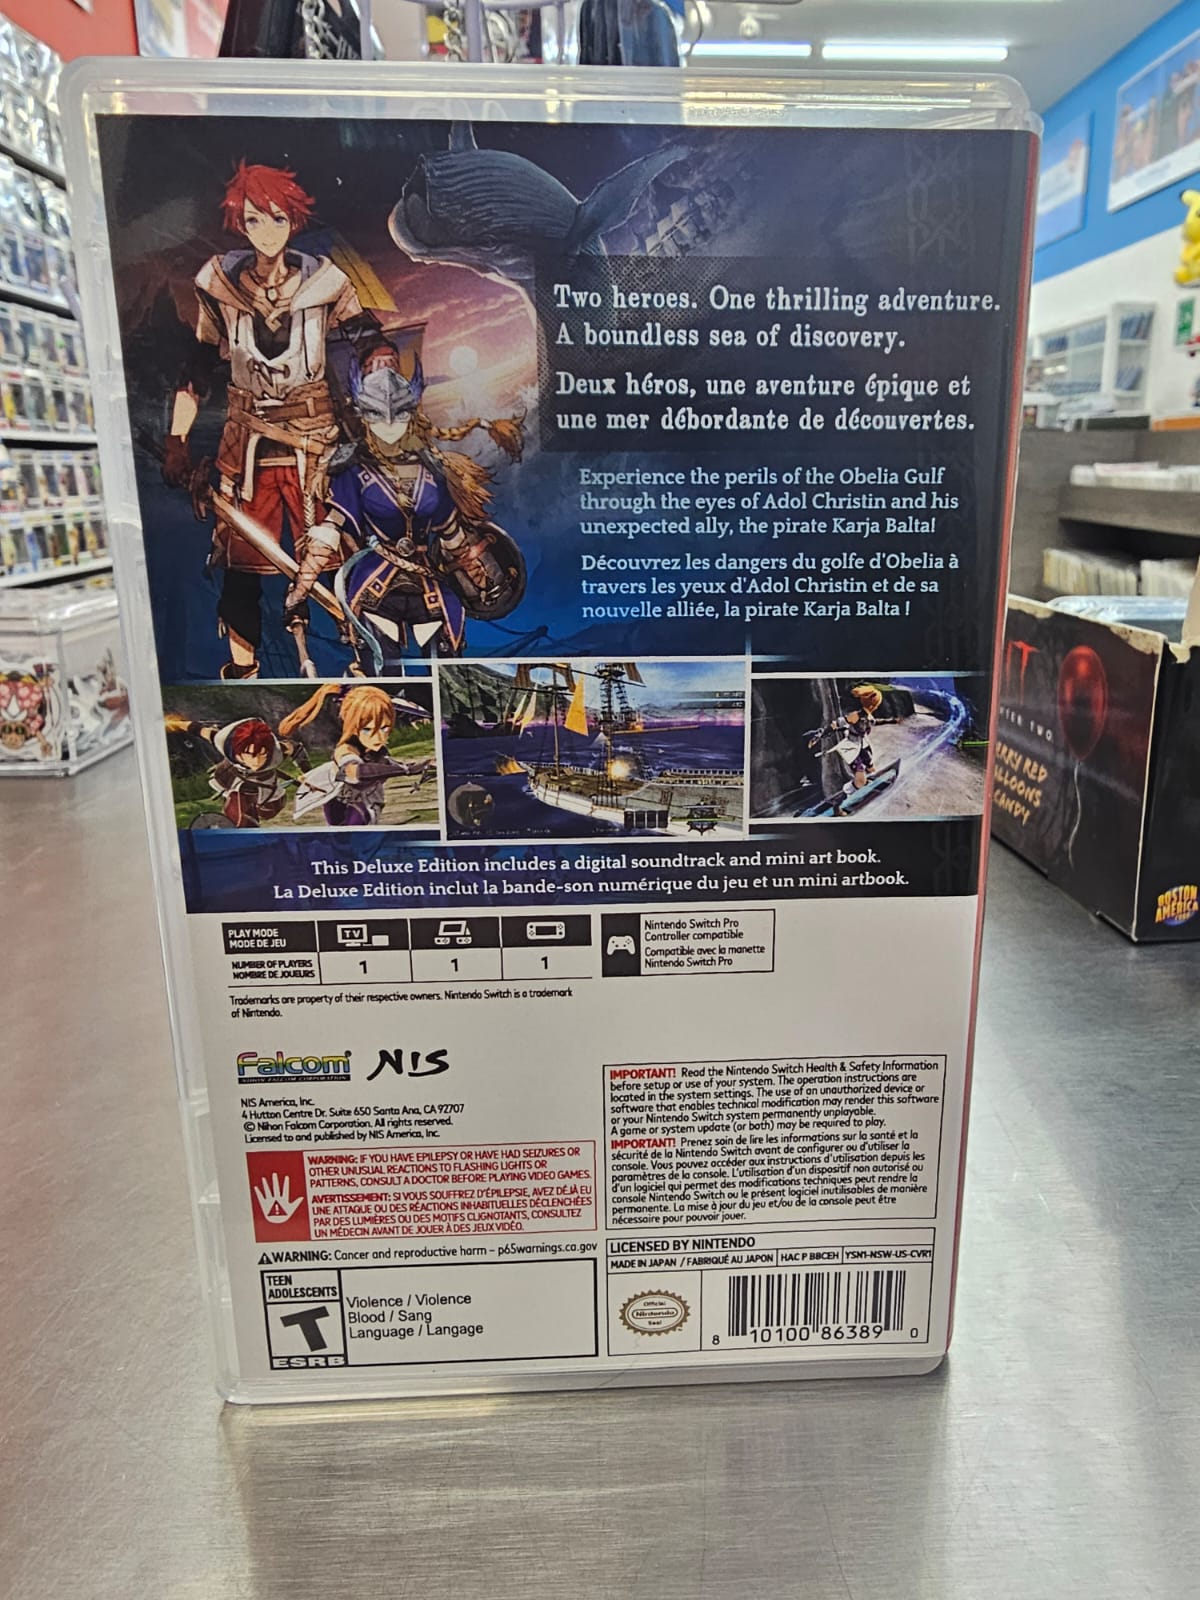 Two heroes. One thrilling adventure.
A boundless sea of discovery.
Deux héros, une aventure épique et
une mer débordante de découvertes.
Experience the perils of the Obelia Gulf
through the eyes of Adol Christin and his
unexpected ally, the pirate Karja Balta!
Découvrez les dangers du golfe d'Obelia à
travers les yeux d'Adol Christin et de sa
nouvelle alliée, la pirate Karja Balta !
This Deluxe Edition includes a digital soundtrack and mini art book.
La Deluxe Edition inclut la bande-son numérique du jeu et un mini artbook.
PLAY MODE
MODE DE JEU
TV
NUMBER OF PLAYERS
NOMBRE DE JOUEURS
1 1 1
Nintendo Switch Pro
Controller compatible
Compatible avec la manette
Nintendo Switch Pro
Trademarks are property of their respective owners. Nintendo Switch is a trademark
of Nintendo.
Falcom NIS
NIHON FALCOM CORPORATION
NIS America, Inc.
4 Hutton Centre Dr. Suite 650 Santa Ana, CA 92707
© Nihon Falcom Corporation. All rights reserved.
Licensed to and published by NIS America, Inc.
WARNING: IF YOU HAVE EPILEPSY OR HAVE HAD SEIZURES OR
OTHER UNUSUAL REACTIONS TO FLASHING LIGHTS OR
PATTERNS, CONSULT A DOCTOR BEFORE PLAYING VIDEO GAMES.
AVERTISSEMENT: SI VOUS SOUFFREZ D'ÉPILEPSIE, AVEZ DÉJÀ EU
UNE ATTAQUE OU DES RÉACTIONS INHABITUELLES DÉCLENCHÉES
PAR DES LUMIÈRES OU DES MOTIFS CLIGNOTANTS, CONSULTEZ
UN MÉDECIN AVANT DE JOUER À DES JEUX VIDÉO.
WARNING: Cancer and reproductive harm – p65warnings.ca.gov
TEEN
ADOLESCENTS
T
ESRB
Violence / Violence
Blood / Sang
Language / Langage
IMPORTANT! Read the Nintendo Switch Health & Safety Information
before setup or use of your system. The operation instructions are
located in the system settings. The use of an unauthorized device or
software that enables technical modification may render this software
or your Nintendo Switch system permanently unplayable.
A game or system update (or both) may be required to play.
IMPORTANT! Prenez soin de lire les informations sur la santé et la
sécurité de la Nintendo Switch avant de configurer ou d'utiliser la
console. Vous pouvez accéder aux instructions d'utilisation depuis les
paramètres de la console. L'utilisation d'un dispositif non autorisé ou
d'un logiciel qui permet des modifications techniques peut rendre la
console Nintendo Switch ou le présent logiciel inutilisables de manière
permanente. La mise à jour du jeu et/ou de la console peut être
nécessaire pour pouvoir jouer.
LICENSED BY NINTENDO
MADE IN JAPAN / FABRIQUÉ AU JAPON HAC P BBCEH YSN1-NSW-US-CVR1
Official
Nintendo
Seal
8 10100 86389 0
IT
TWO
BALLOONS
CANDY
BOSTON
AMERICA